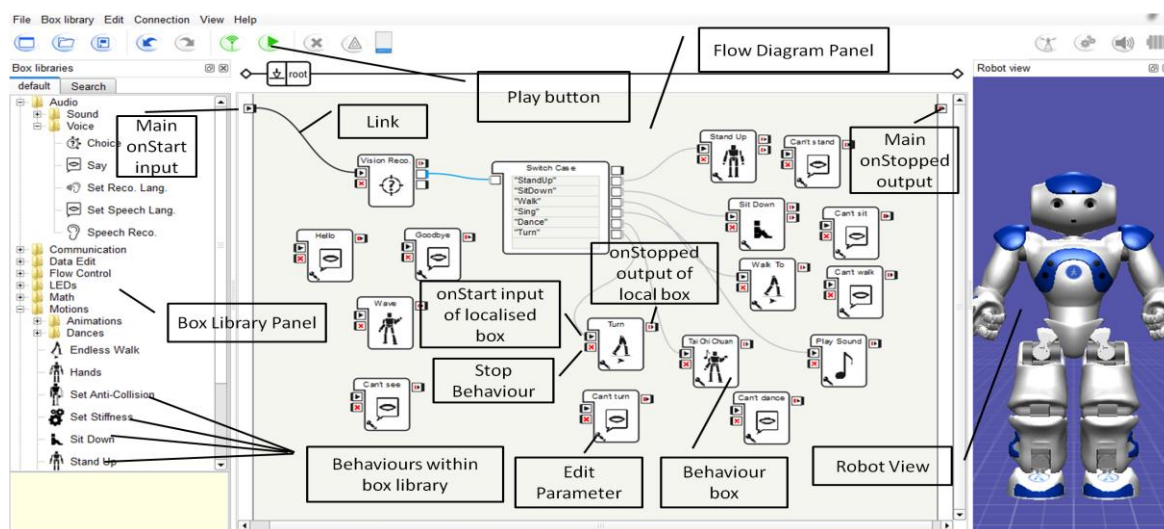 File Box library Edit Connection View Help
Box libraries
default Search
Audio
Sound
Voice
Choice
Say
Set Reco. Lang.
Set Speech Lang.
Speech Reco.
Communication
Data Edit
Flow Control
LEDs
Math
Motions
Animations
Dances
Endless Walk
Hands
Set Anti-Collision
Set Stiffness
Sit Down
Stand Up
root
Main
onStart
input
Link
Play button
Flow Diagram Panel
Main
onStopped
output
Vision Reco.
Switch Case
"StandUp"
"SitDown"
"Walk"
"Sing"
"Dance"
"Turn"
Stand Up
Can't stand
Sit Down
Can't sit
Walk To
Can't walk
Hello
Goodbye
Wave
onStart input
of localised
box
onStopped
output of
local box
Box Library Panel
Turn
Tai Chi Chuan
Play Sound
Stop
Behaviour
Can't see
Can't turn
Can't dance
Behaviours within
box library
Edit
Parameter
Behaviour
box
Robot View
Robot view